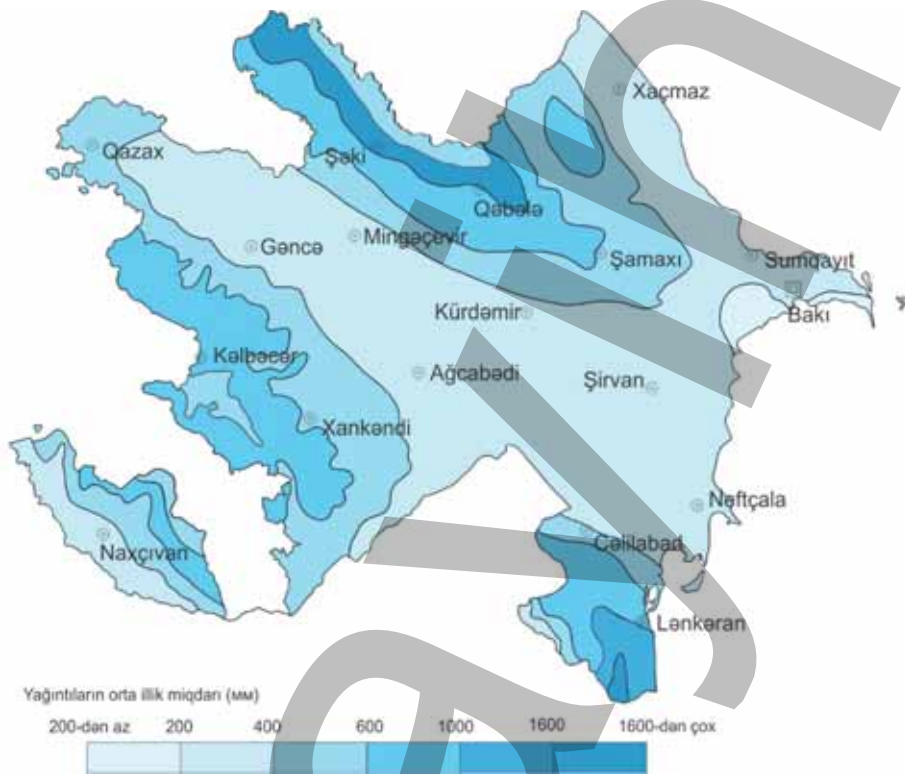 Xaçmaz
Qazax
Şəki
Qəbələ
Gəncə
Mingəçevir
Şamaxı
Sumqayıt
Kürdəmir
Bakı
Kəlbəcər
Ağcabədi
Şirvan
Xankəndi
Neftçala
Naxçıvan
Cəlilabad
Lənkəran
Yağıntıların orta illik miqdarı (мм)
200-dən az 200 400 600 1000 1600 1600-dən çox